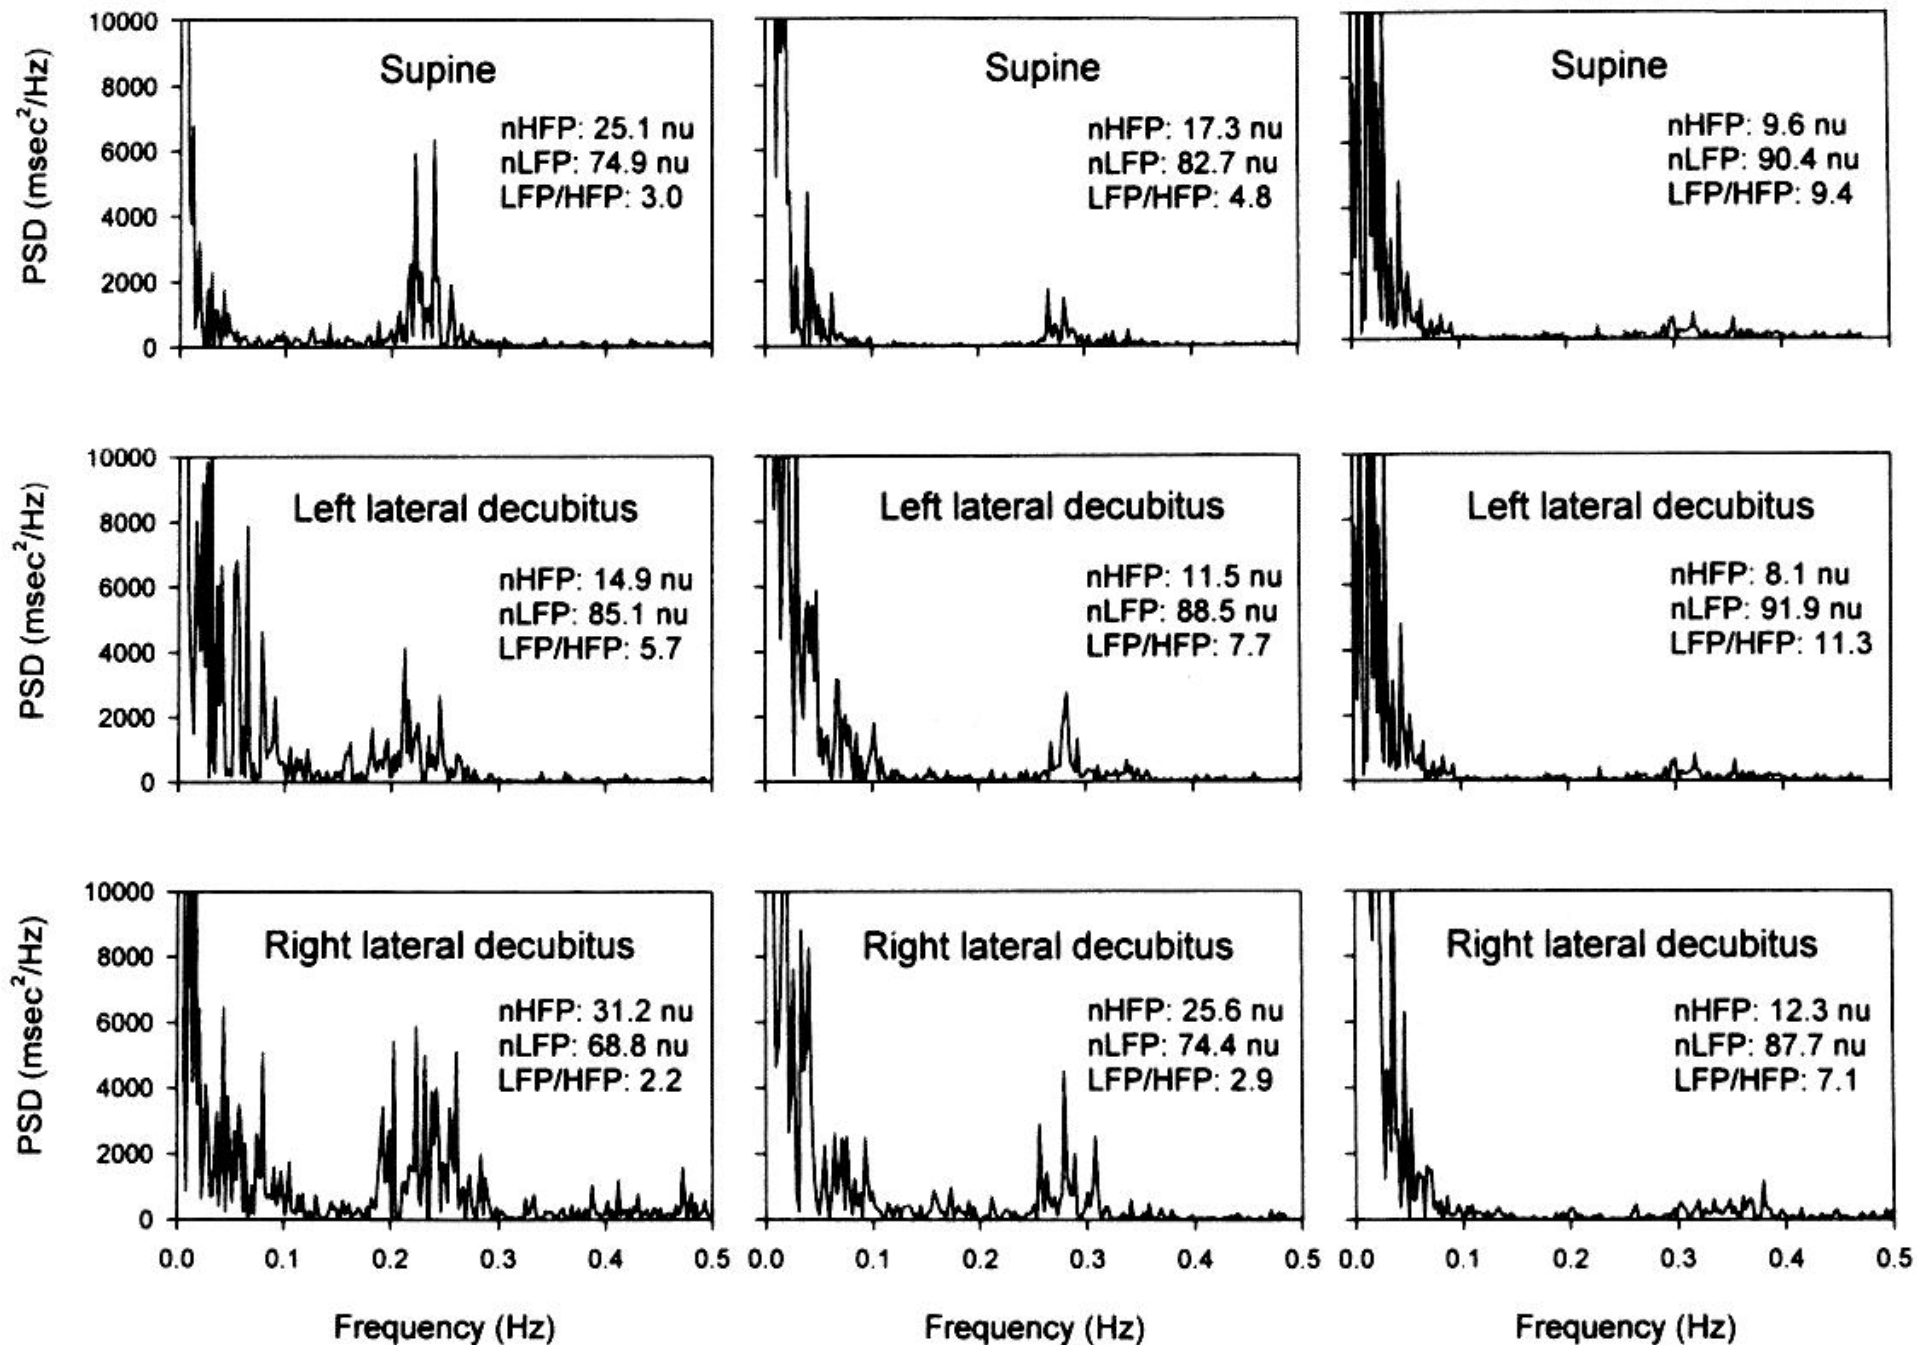 10000
8000
6000
4000
2000
0
PSD (msec²/Hz)
Supine
nHFP: 25.1 nu
nLFP: 74.9 nu
LFP/HFP: 3.0
Supine
nHFP: 17.3 nu
nLFP: 82.7 nu
LFP/HFP: 4.8
Supine
nHFP: 9.6 nu
nLFP: 90.4 nu
LFP/HFP: 9.4
10000
8000
6000
4000
2000
0
PSD (msec²/Hz)
Left lateral decubitus
nHFP: 14.9 nu
nLFP: 85.1 nu
LFP/HFP: 5.7
Left lateral decubitus
nHFP: 11.5 nu
nLFP: 88.5 nu
LFP/HFP: 7.7
Left lateral decubitus
nHFP: 8.1 nu
nLFP: 91.9 nu
LFP/HFP: 11.3
10000
8000
6000
4000
2000
0
PSD (msec²/Hz)
Right lateral decubitus
nHFP: 31.2 nu
nLFP: 68.8 nu
LFP/HFP: 2.2
Right lateral decubitus
nHFP: 25.6 nu
nLFP: 74.4 nu
LFP/HFP: 2.9
Right lateral decubitus
nHFP: 12.3 nu
nLFP: 87.7 nu
LFP/HFP: 7.1
0.0 0.1 0.2 0.3 0.4 0.5
0.0 0.1 0.2 0.3 0.4 0.5
0.0 0.1 0.2 0.3 0.4 0.5
Frequency (Hz)
Frequency (Hz)
Frequency (Hz)